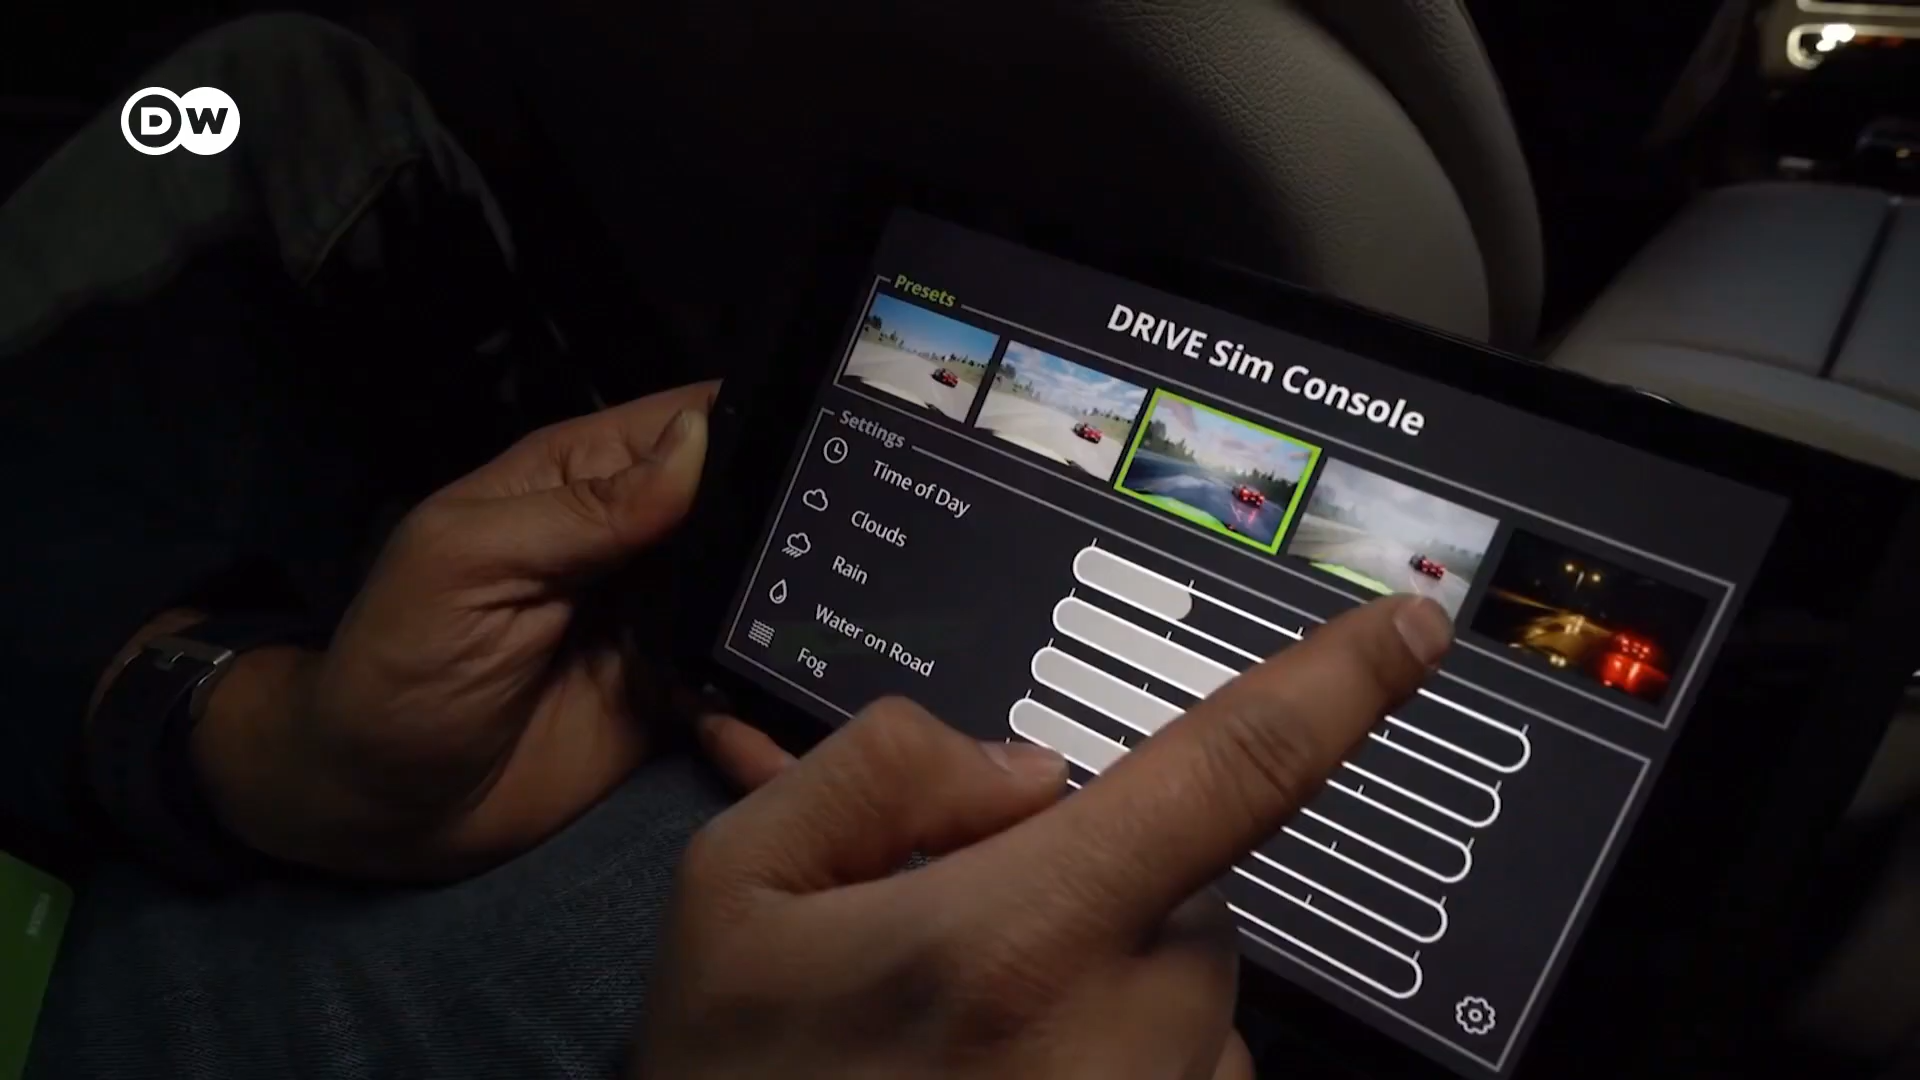 DW
DRIVE Sim Console
Presets
Settings
Time of Day
Clouds
Rain
Water on Road
Fog